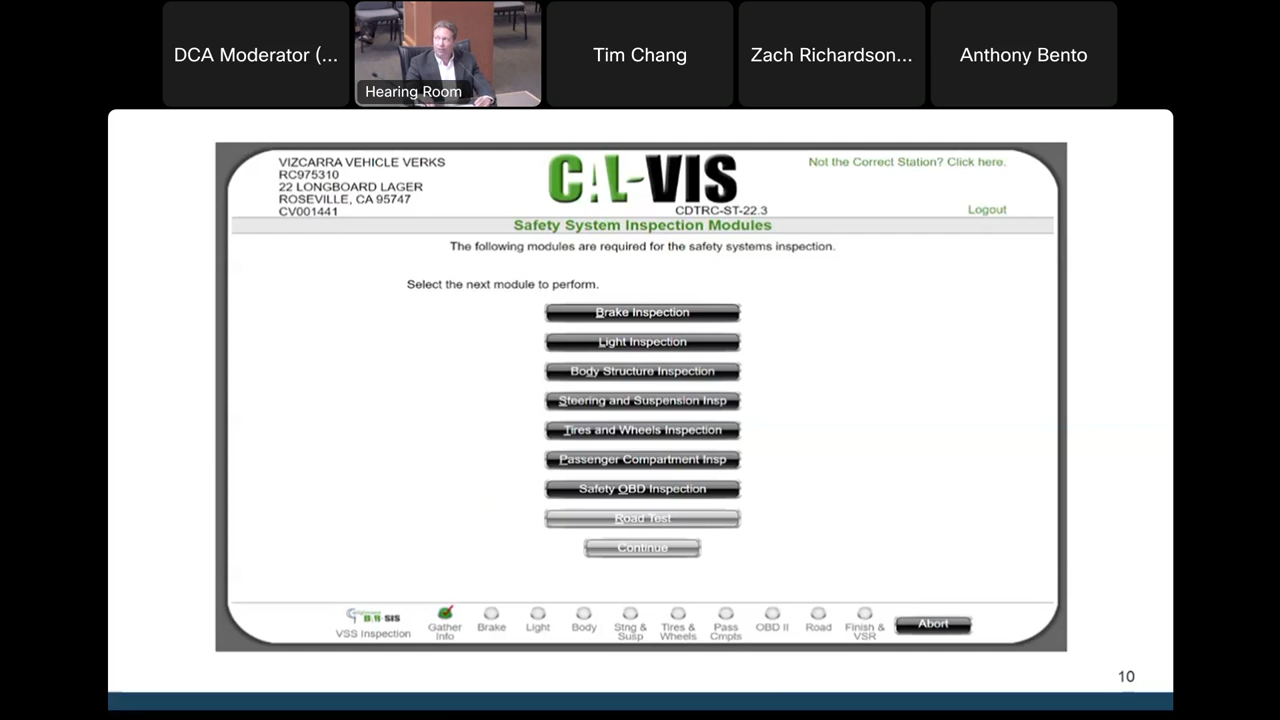 DCA Moderator (...
Hearing Room
Tim Chang
Zach Richardson...
Anthony Bento
VIZCARRA VEHICLE VERKS
RC975310
22 LONGBOARD LAGER
ROSEVILLE, CA 95747
CV001441
CAL-VIS
CDTRC-ST-22.3
Not the Correct Station? Click here.
Logout
Safety System Inspection Modules
The following modules are required for the safety systems inspection.
Select the next module to perform.
Brake Inspection
Light Inspection
Body Structure Inspection
Steering and Suspension Insp
Tires and Wheels Inspection
Passenger Compartment Insp
Safety OBD Inspection
Road Test
Continue
VSS Inspection
Gather
Info
Brake
Light
Body
Stng &
Susp
Tires &
Wheels
Pass
Cmpts
OBD II
Road
Finish &
VSR
Abort
10